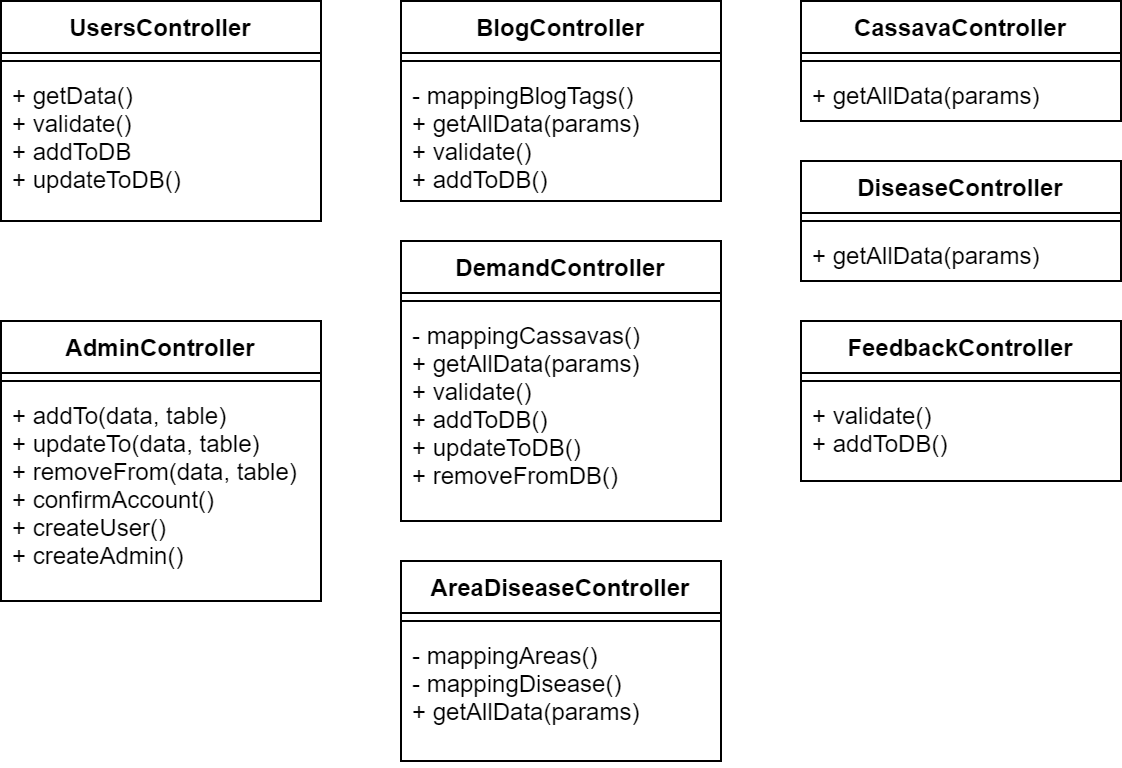 UsersController
+ getData()
+ validate()
+ addToDB
+ updateToDB()
AdminController
+ addTo(data, table)
+ updateTo(data, table)
+ removeFrom(data, table)
+ confirmAccount()
+ createUser()
+ createAdmin()
BlogController
- mappingBlogTags()
+ getAllData(params)
+ validate()
+ addToDB()
DemandController
- mappingCassavas()
+ getAllData(params)
+ validate()
+ addToDB()
+ updateToDB()
+ removeFromDB()
AreaDiseaseController
- mappingAreas()
- mappingDisease()
+ getAllData(params)
CassavaController
+ getAllData(params)
DiseaseController
+ getAllData(params)
FeedbackController
+ validate()
+ addToDB()